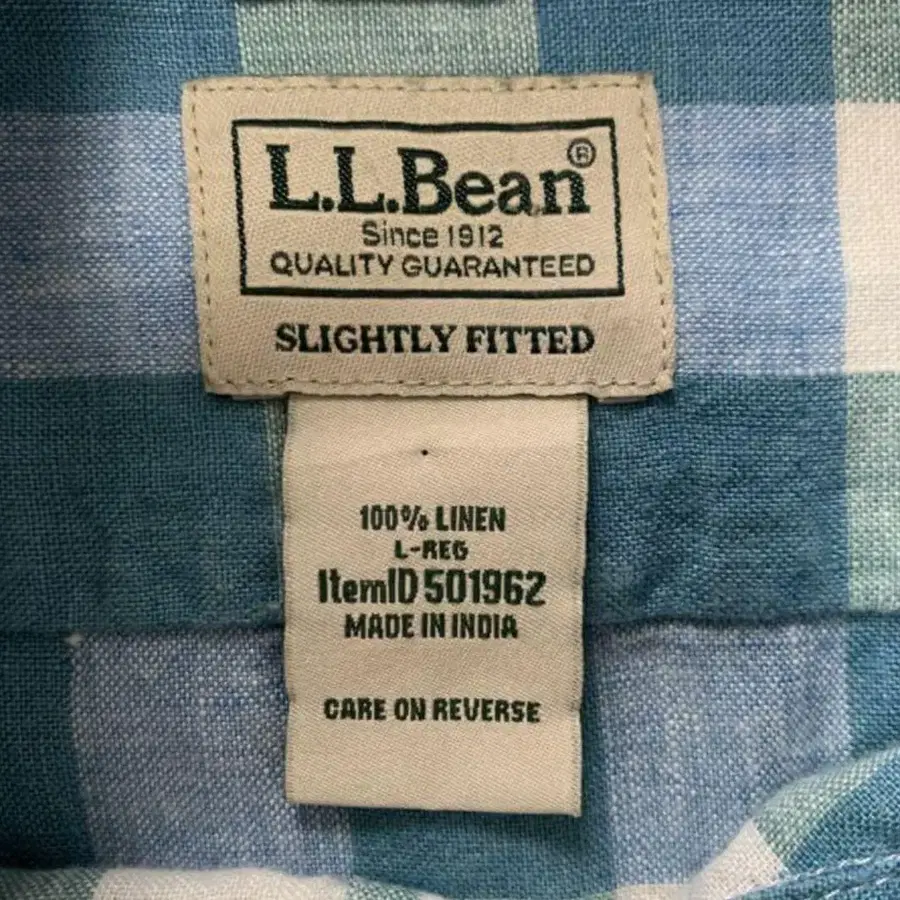 L.L.Bean®
Since 1912
QUALITY GUARANTEED
SLIGHTLY FITTED
100% LINEN
L-REG
ItemID 501962
MADE IN INDIA
CARE ON REVERSE